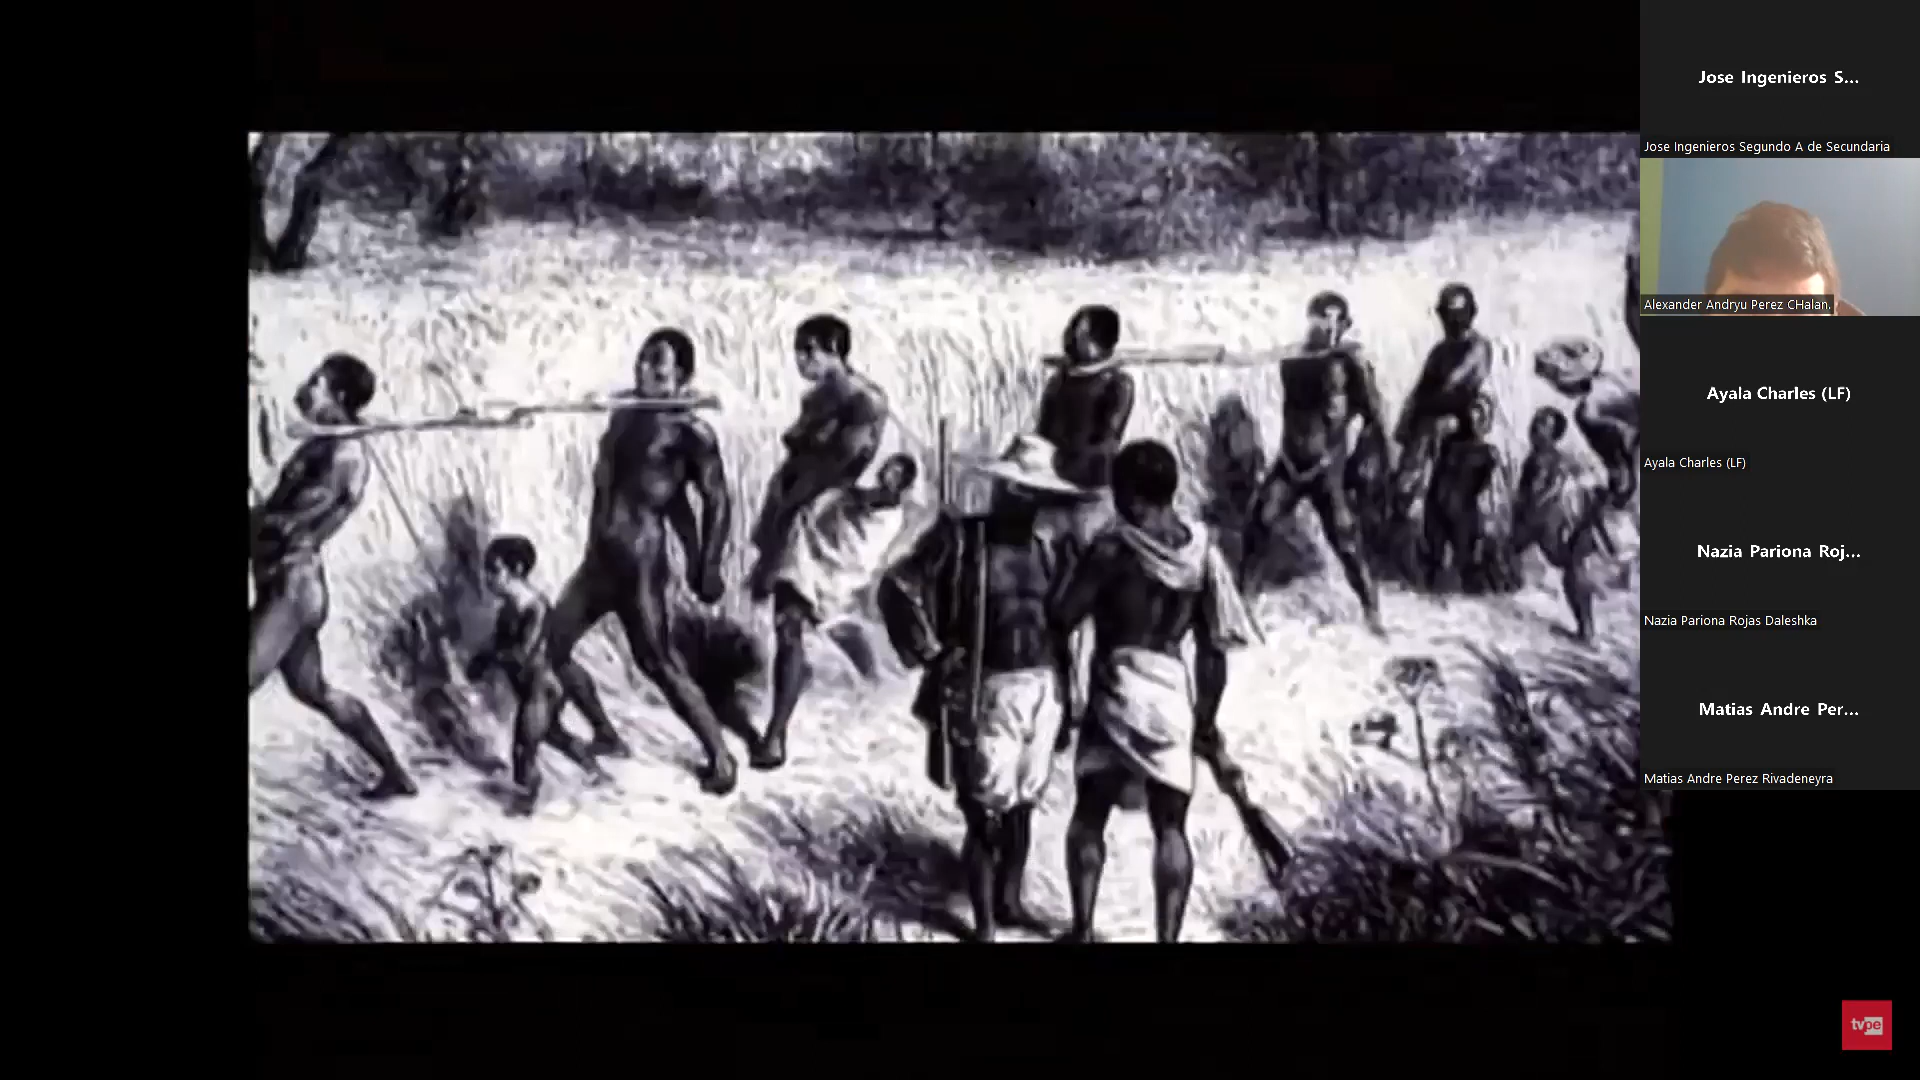 Jose Ingenieros S...
Jose Ingenieros Segundo A de Secundaria
Alexander Andryu Perez CHalan.
Ayala Charles (LF)
Ayala Charles (LF)
Nazia Pariona Roj...
Nazia Pariona Rojas Daleshka
Matias Andre Per...
Matias Andre Perez Rivadeneyra
tvpe